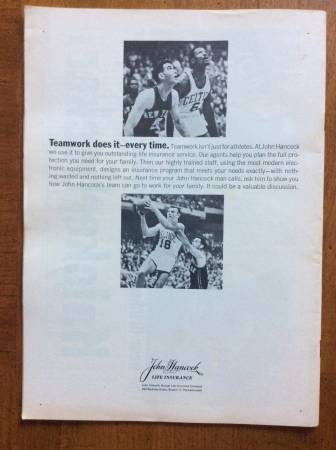 NEW
CELTICS
Teamwork does it—every time. Teamwork isn't just for athletes. At John Hancock
we use it to give you outstanding life insurance service. Our agents help you plan the full pro-
tection you need for your family. Then our highly trained staff, using the most modern elec-
tronic equipment, designs an insurance program that meets your needs exactly—with noth-
ing wasted and nothing left out. Next time your John Hancock man calls, ask him to show you
how John Hancock's team can go to work for your family. It could be a valuable discussion.
18
John Hancock
LIFE INSURANCE